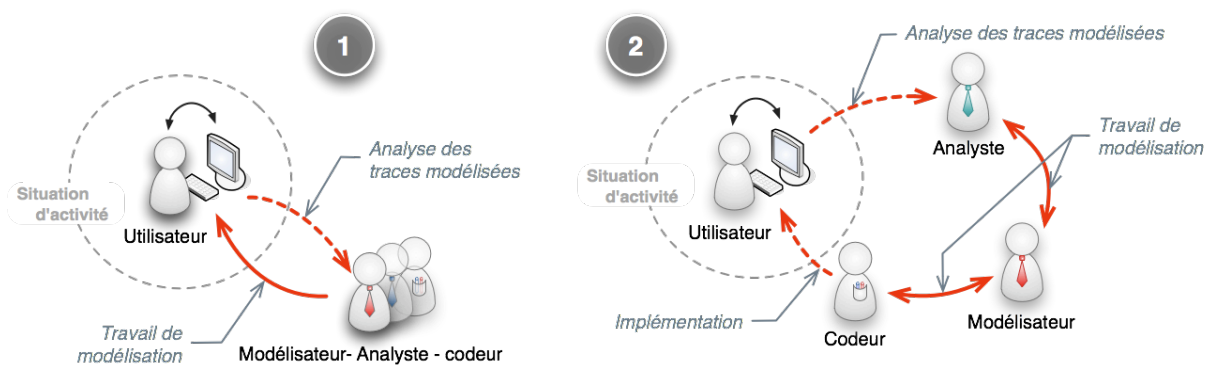 1
Analyse des
traces modélisées
Situation
d'activité
Utilisateur
Travail de
modélisation
Modélisateur- Analyste - codeur
2
Analyse des traces modélisées
Analyste
Travail de
modélisation
Situation
d'activité
Utilisateur
Implémentation
Codeur
Modélisateur